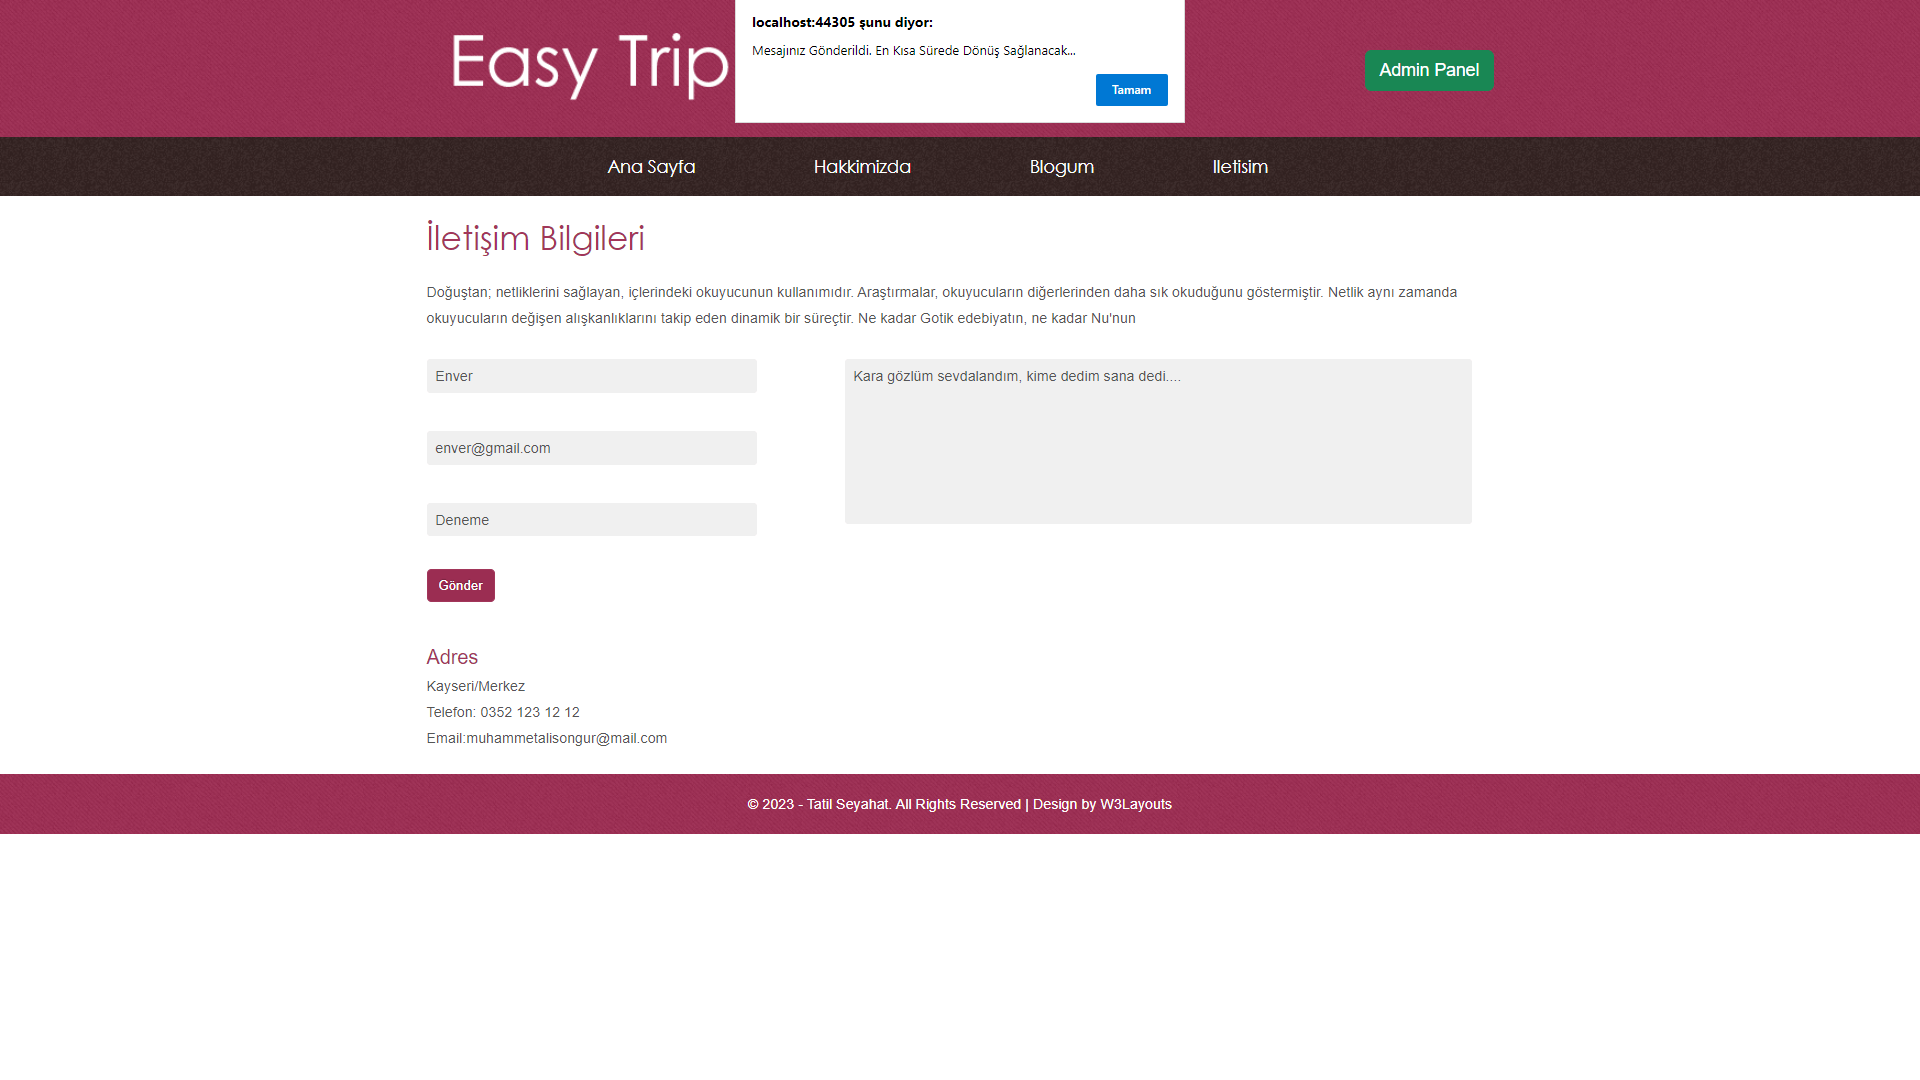 Easy Trip
localhost:44305 şunu diyor:
Mesajınız Gönderildi. En Kısa Sürede Dönüş Sağlanacak...
Tamam
Admin Panel
Ana Sayfa
Hakkimizda
Blogum
Iletisim
İletişim Bilgileri
Doğuştan; netliklerini sağlayan, içlerindeki okuyucunun kullanımıdır. Araştırmalar, okuyucuların diğerlerinden daha sık okuduğunu göstermiştir. Netlik aynı zamanda
okuyucuların değişen alışkanlıklarını takip eden dinamik bir süreçtir. Ne kadar Gotik edebiyatın, ne kadar Nu'nun
Enver
enver@gmail.com
Deneme
Kara gözlüm sevdalandım, kime dedim sana dedi....
Gönder
Adres
Kayseri/Merkez
Telefon: 0352 123 12 12
Email:muhammetalisongur@mail.com
© 2023 - Tatil Seyahat. All Rights Reserved | Design by W3Layouts